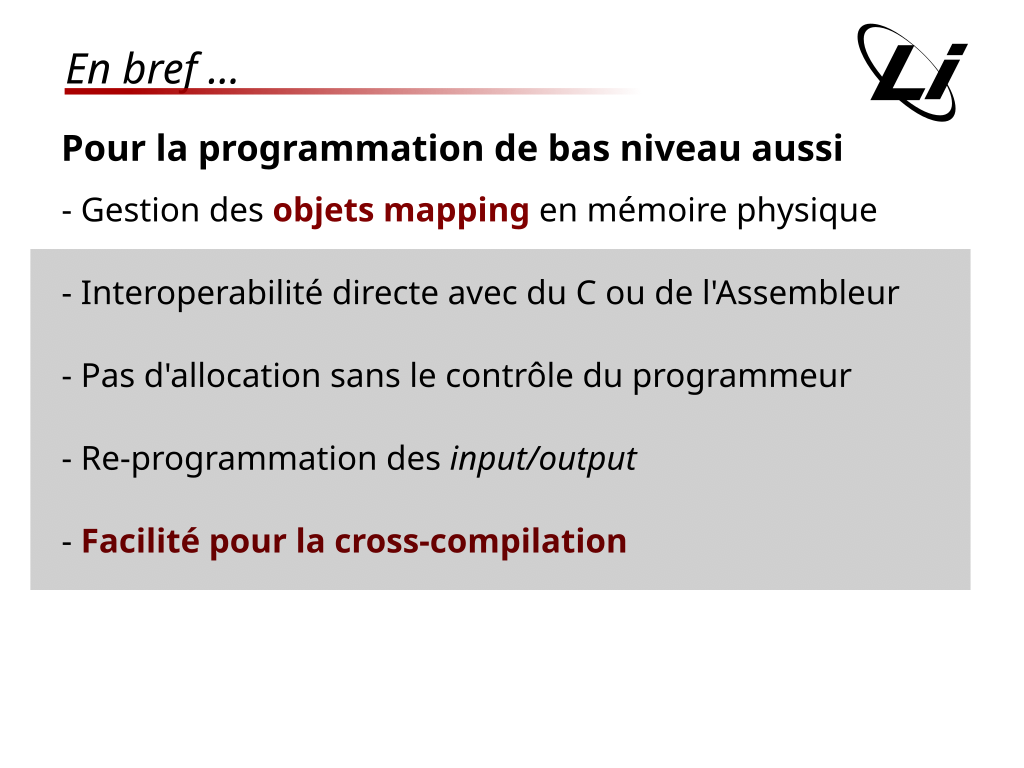 En bref ...
Li
Pour la programmation de bas niveau aussi
- Gestion des objets mapping en mémoire physique
- Interoperabilité directe avec du C ou de l'Assembleur
- Pas d'allocation sans le contrôle du programmeur
- Re-programmation des input/output
- Facilité pour la cross-compilation